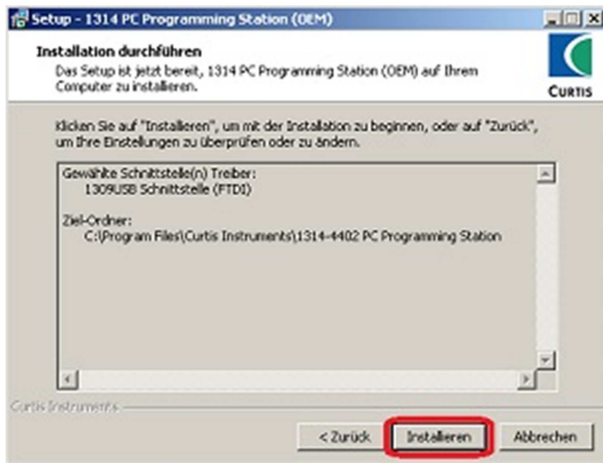 Setup - 1314 PC Programming Station (OEM)
Installation durchführen
Das Setup ist jetzt bereit, 1314 PC Programming Station (OEM) auf Ihrem
Computer zu installieren.
CURTIS
Klicken Sie auf "Installieren", um mit der Installation zu beginnen, oder auf "Zurück",
um Ihre Einstellungen zu überprüfen oder zu ändern.
Gewählte Schnittstelle(n) Treiber:
1309USB Schnittstelle (FTDI)
Ziel-Ordner:
C:\Program Files\Curtis Instruments\1314-4402 PC Programming Station
Curtis Instruments
< Zurück Installieren Abbrechen